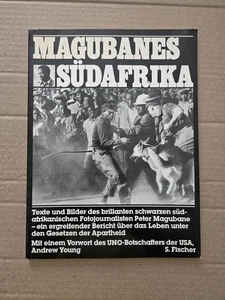 MAGUBANES
SÜDAFRIKA
Texte und Bilder des brillanten schwarzen süd-
afrikanischen Fotojournalisten Peter Magubane
– ein ergreifender Bericht über das Leben unter
den Gesetzen der Apartheid
Mit einem Vorwort des UNO-Botschafters der USA,
Andrew Young S. Fischer